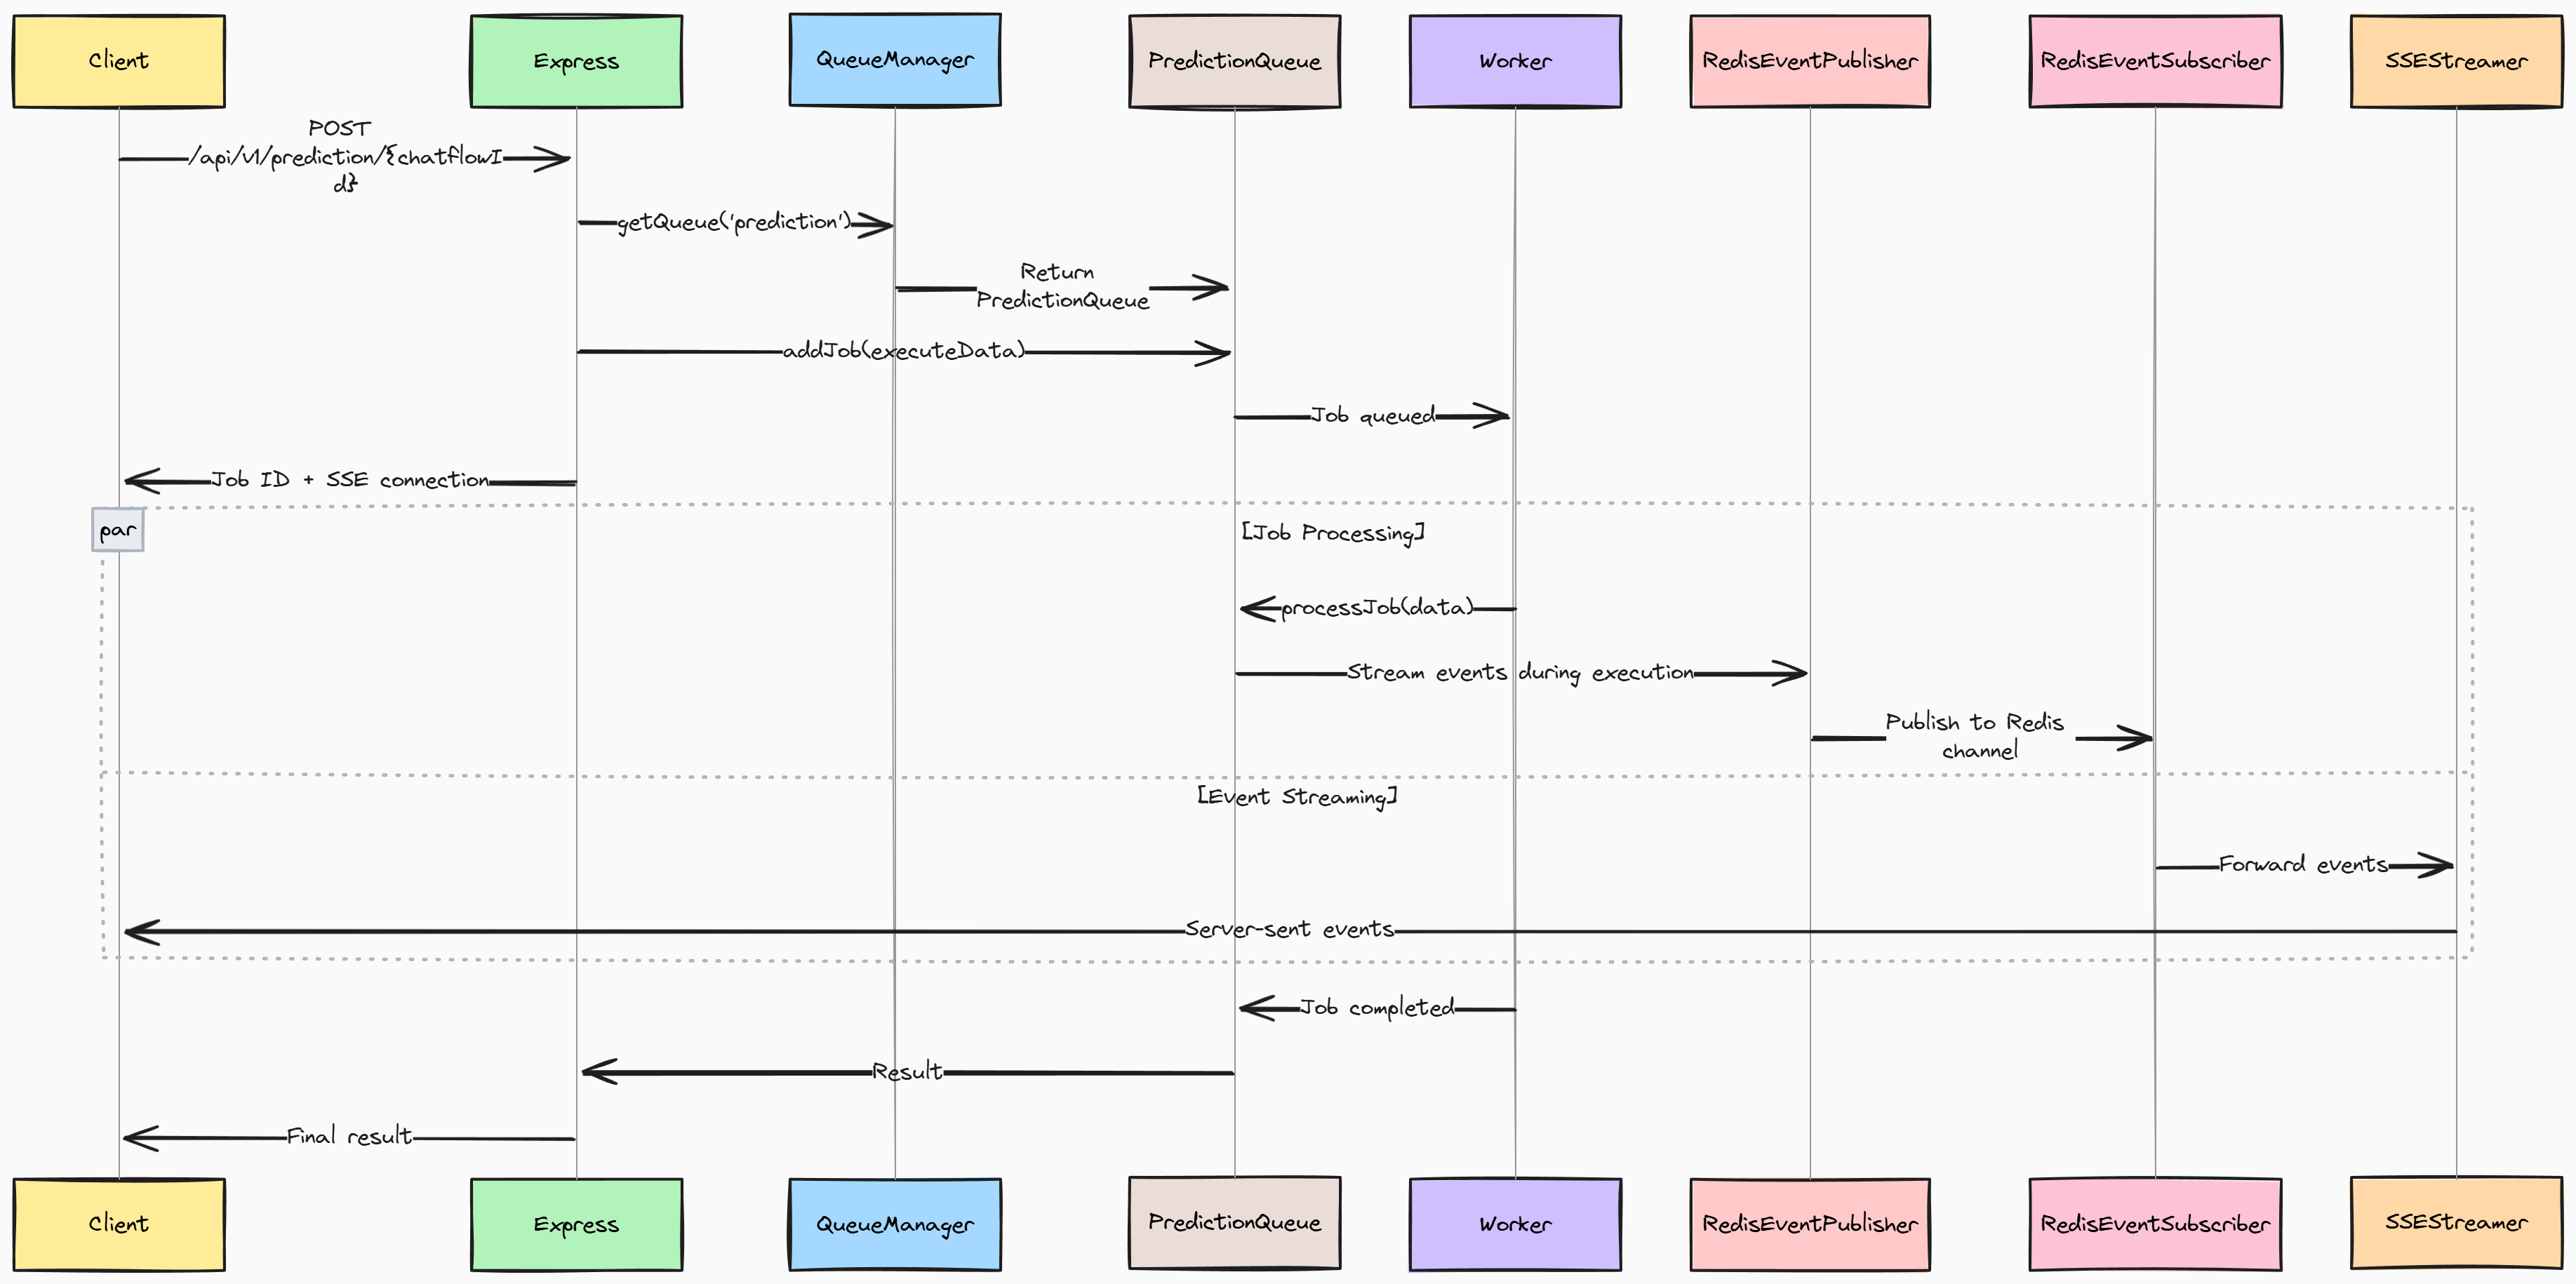 Client
Express
QueueManager
PredictionQueue
Worker
RedisEventPublisher
RedisEventSubscriber
SSEStreamer
POST
/api/v1/prediction/{chatflowI
d}
getQueue('prediction')
Return
PredictionQueue
addJob(executeData)
Job queued
Job ID + SSE connection
par
[Job Processing]
processJob(data)
Stream events during execution
Publish to Redis
channel
[Event Streaming]
Forward events
Server-sent events
Job completed
Result
Final result
Client
Express
QueueManager
PredictionQueue
Worker
RedisEventPublisher
RedisEventSubscriber
SSEStreamer